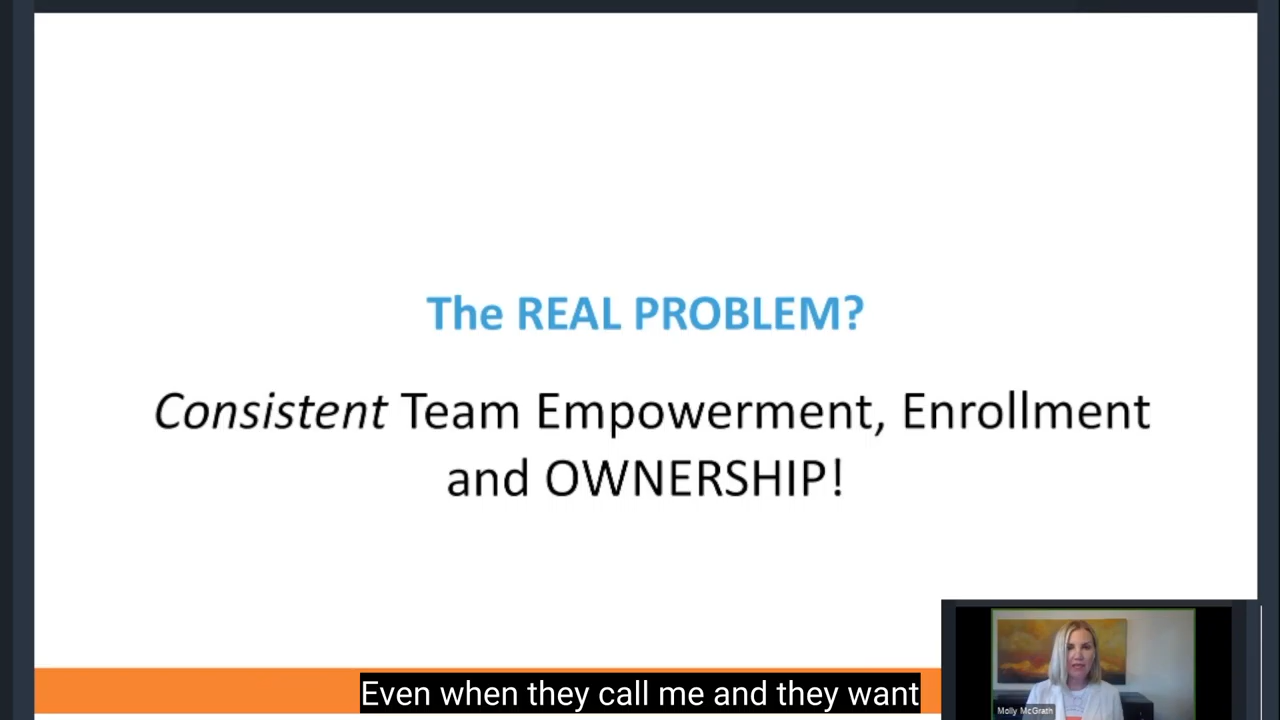 The REAL PROBLEM?
Consistent Team Empowerment, Enrollment
and OWNERSHIP!
Even when they call me and they want
Molly McGrath